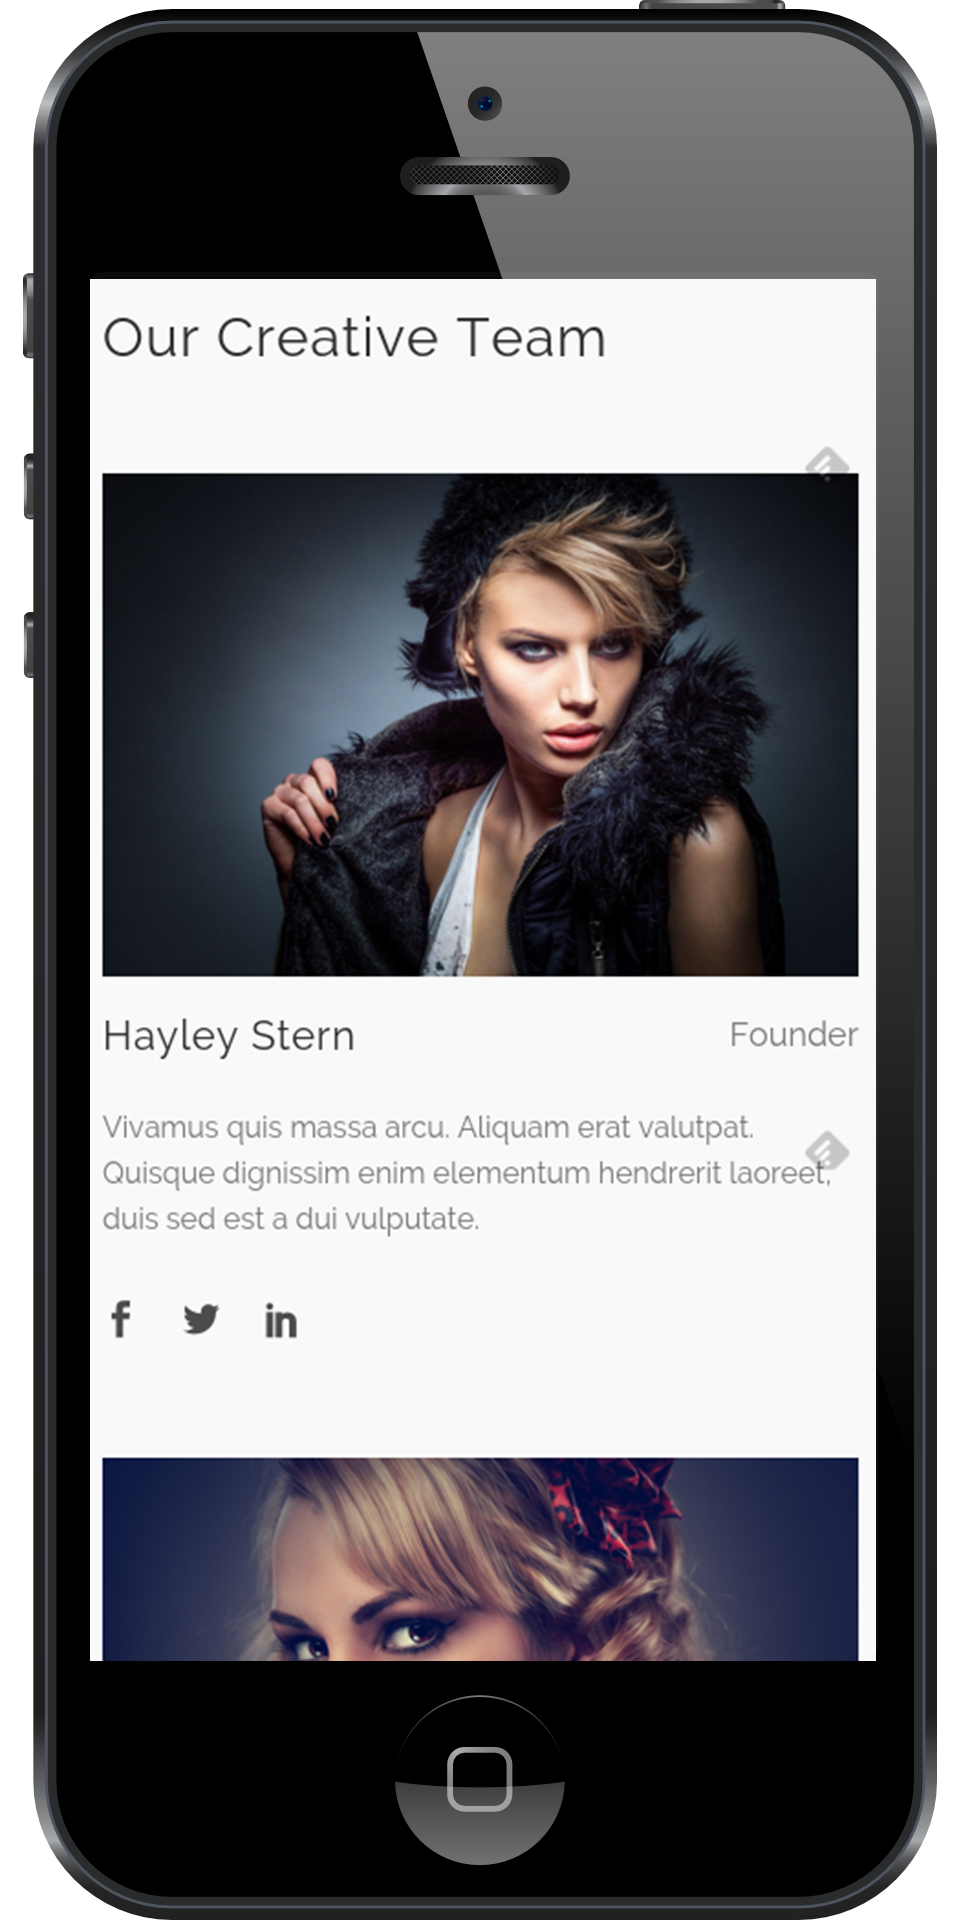 Our Creative Team
Hayley Stern
Founder
Vivamus quis massa arcu. Aliquam erat valutpat.
Quisque dignissim enim elementum hendrerit laoreet,
duis sed est a dui vulputate.